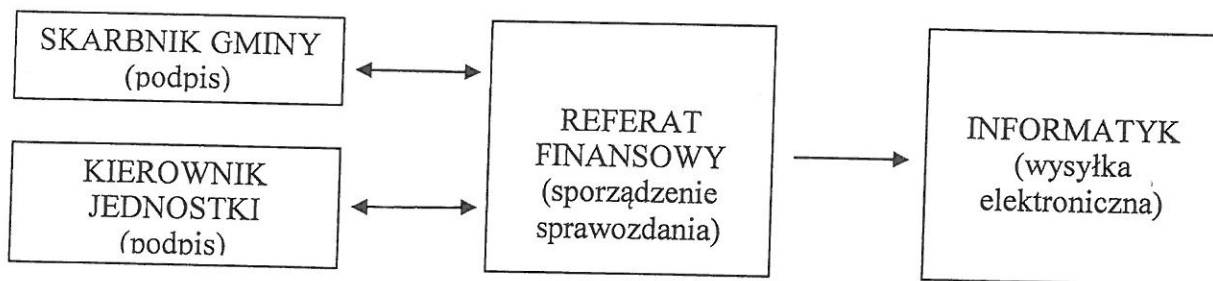 SKARBNIK GMINY
(podpis)
KIEROWNIK
JEDNOSTKI
(podpis)
REFERAT
FINANSOWY
(sporządzenie
sprawozdania)
INFORMATYK
(wysyłka
elektroniczna)